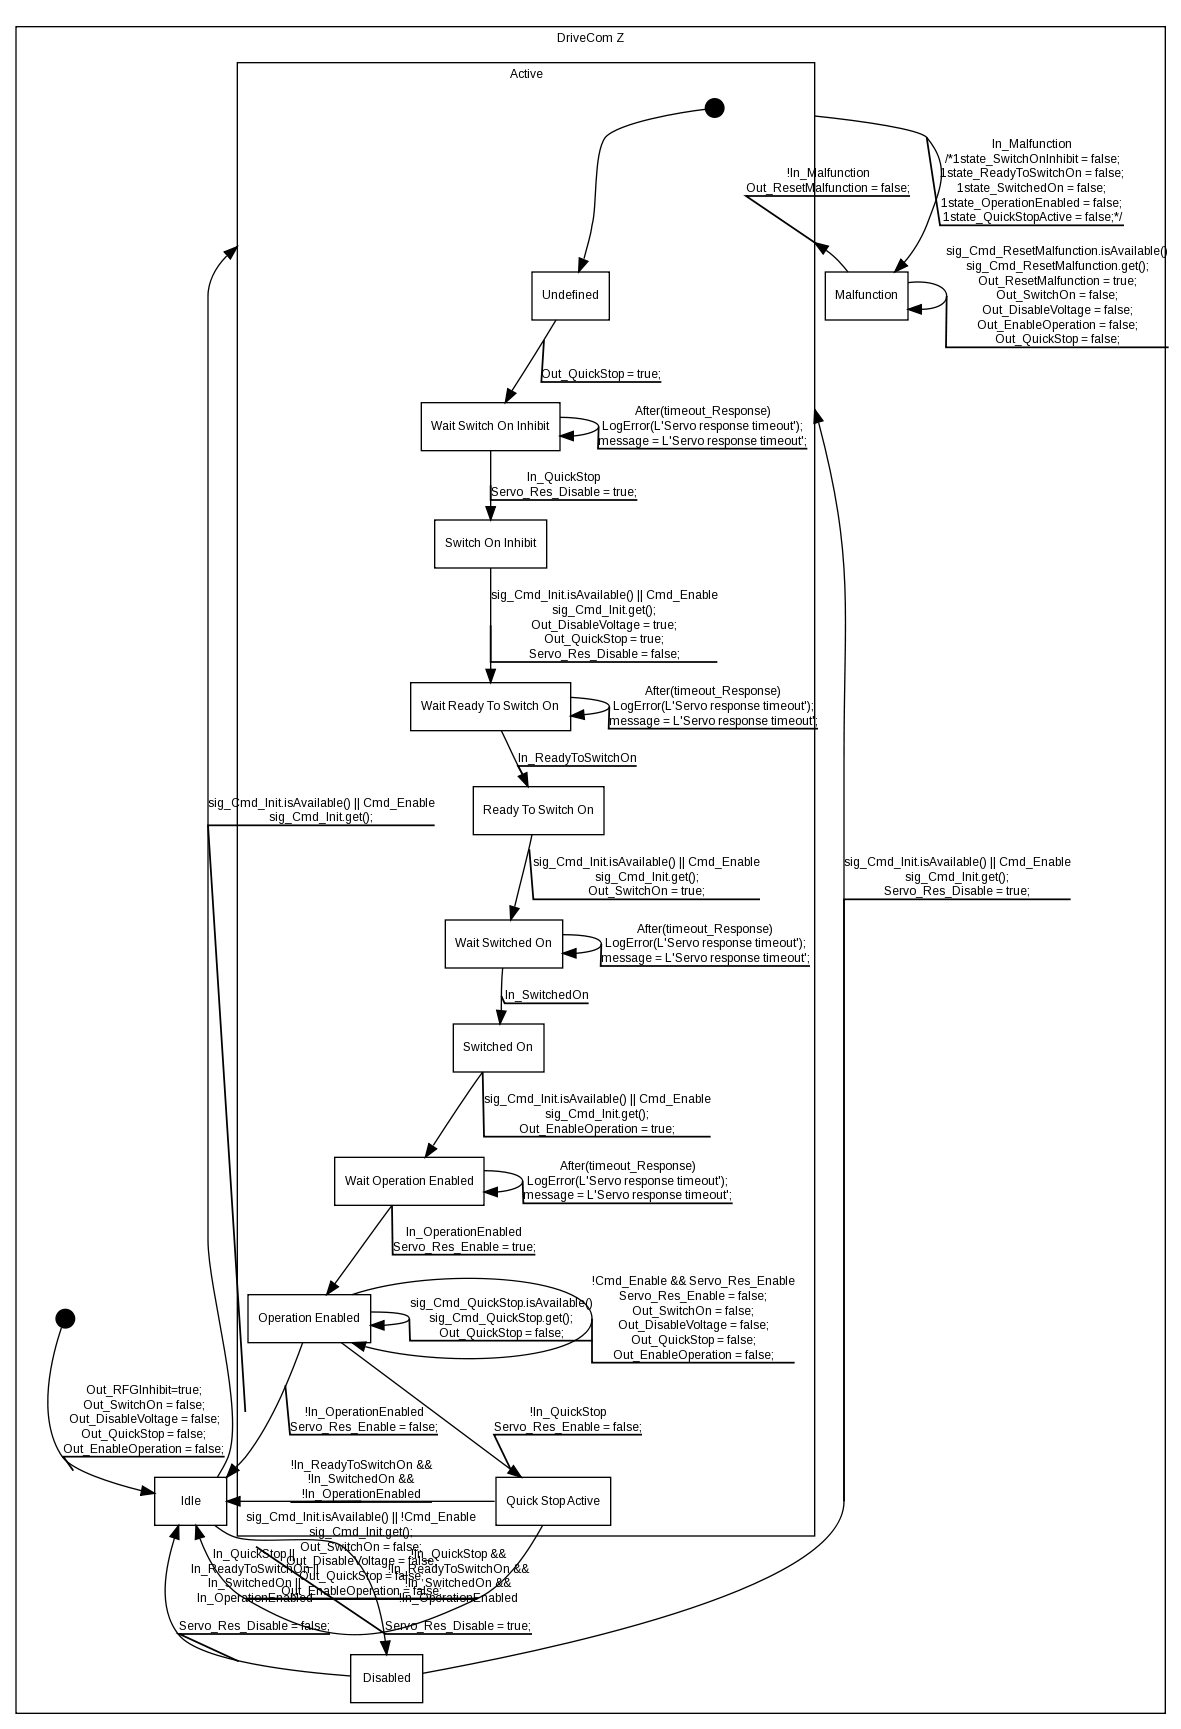 DriveCom Z
Active
In_Malfunction
/*1state_SwitchOnInhibit = false;
1state_ReadyToSwitchOn = false;
1state_SwitchedOn = false;
1state_OperationEnabled = false;
1state_QuickStopActive = false;*/
!In_Malfunction
Out_ResetMalfunction = false;
sig_Cmd_ResetMalfunction.isAvailable()
sig_Cmd_ResetMalfunction.get();
Out_ResetMalfunction = true;
Out_SwitchOn = false;
Out_DisableVoltage = false;
Out_EnableOperation = false;
Out_QuickStop = false;
Undefined
Malfunction
Out_QuickStop = true;
Wait Switch On Inhibit
After(timeout_Response)
LogError(L'Servo response timeout');
message = L'Servo response timeout';
In_QuickStop
Servo_Res_Disable = true;
Switch On Inhibit
sig_Cmd_Init.isAvailable() || Cmd_Enable
sig_Cmd_Init.get();
Out_DisableVoltage = true;
Out_QuickStop = true;
Servo_Res_Disable = false;
Wait Ready To Switch On
After(timeout_Response)
LogError(L'Servo response timeout');
message = L'Servo response timeout';
In_ReadyToSwitchOn
Ready To Switch On
sig_Cmd_Init.isAvailable() || Cmd_Enable
sig_Cmd_Init.get();
sig_Cmd_Init.isAvailable() || Cmd_Enable
sig_Cmd_Init.get();
Out_SwitchOn = true;
sig_Cmd_Init.isAvailable() || Cmd_Enable
sig_Cmd_Init.get();
Servo_Res_Disable = true;
Wait Switched On
After(timeout_Response)
LogError(L'Servo response timeout');
message = L'Servo response timeout';
In_SwitchedOn
Switched On
sig_Cmd_Init.isAvailable() || Cmd_Enable
sig_Cmd_Init.get();
Out_EnableOperation = true;
Wait Operation Enabled
After(timeout_Response)
LogError(L'Servo response timeout');
message = L'Servo response timeout';
In_OperationEnabled
Servo_Res_Enable = true;
Operation Enabled
sig_Cmd_QuickStop.isAvailable()
sig_Cmd_QuickStop.get();
Out_QuickStop = false;
!Cmd_Enable && Servo_Res_Enable
Servo_Res_Enable = false;
Out_SwitchOn = false;
Out_DisableVoltage = false;
Out_QuickStop = false;
Out_EnableOperation = false;
Out_RFGInhibit=true;
Out_SwitchOn = false;
Out_DisableVoltage = false;
Out_QuickStop = false;
Out_EnableOperation = false;
!In_OperationEnabled
Servo_Res_Enable = false;
!In_QuickStop
Servo_Res_Enable = false;
Idle
!In_ReadyToSwitchOn &&
!In_SwitchedOn &&
!In_OperationEnabled
Quick Stop Active
sig_Cmd_Init.isAvailable() || !Cmd_Enable
sig_Cmd_Init.get();
Out_SwitchOn = false;
Out_DisableVoltage = false;
Out_QuickStop = false;
Out_EnableOperation = false;
In_QuickStop ||
In_ReadyToSwitchOn ||
In_SwitchedOn ||
In_OperationEnabled
Servo_Res_Disable = false;
!In_QuickStop &&
!In_ReadyToSwitchOn &&
!In_SwitchedOn &&
!In_OperationEnabled
Servo_Res_Disable = true;
Disabled